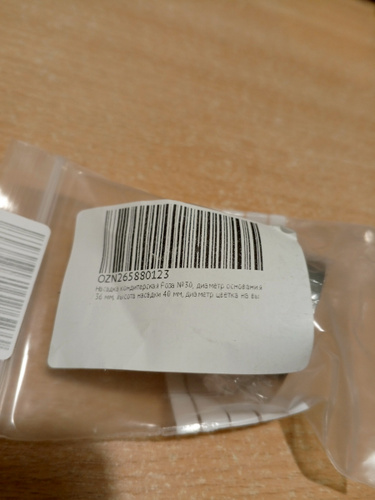 OZN265880123
Насадка кондитерская Роза №30, диаметр основания
36 мм, высота насадки 40 мм, диаметр цветка на вы